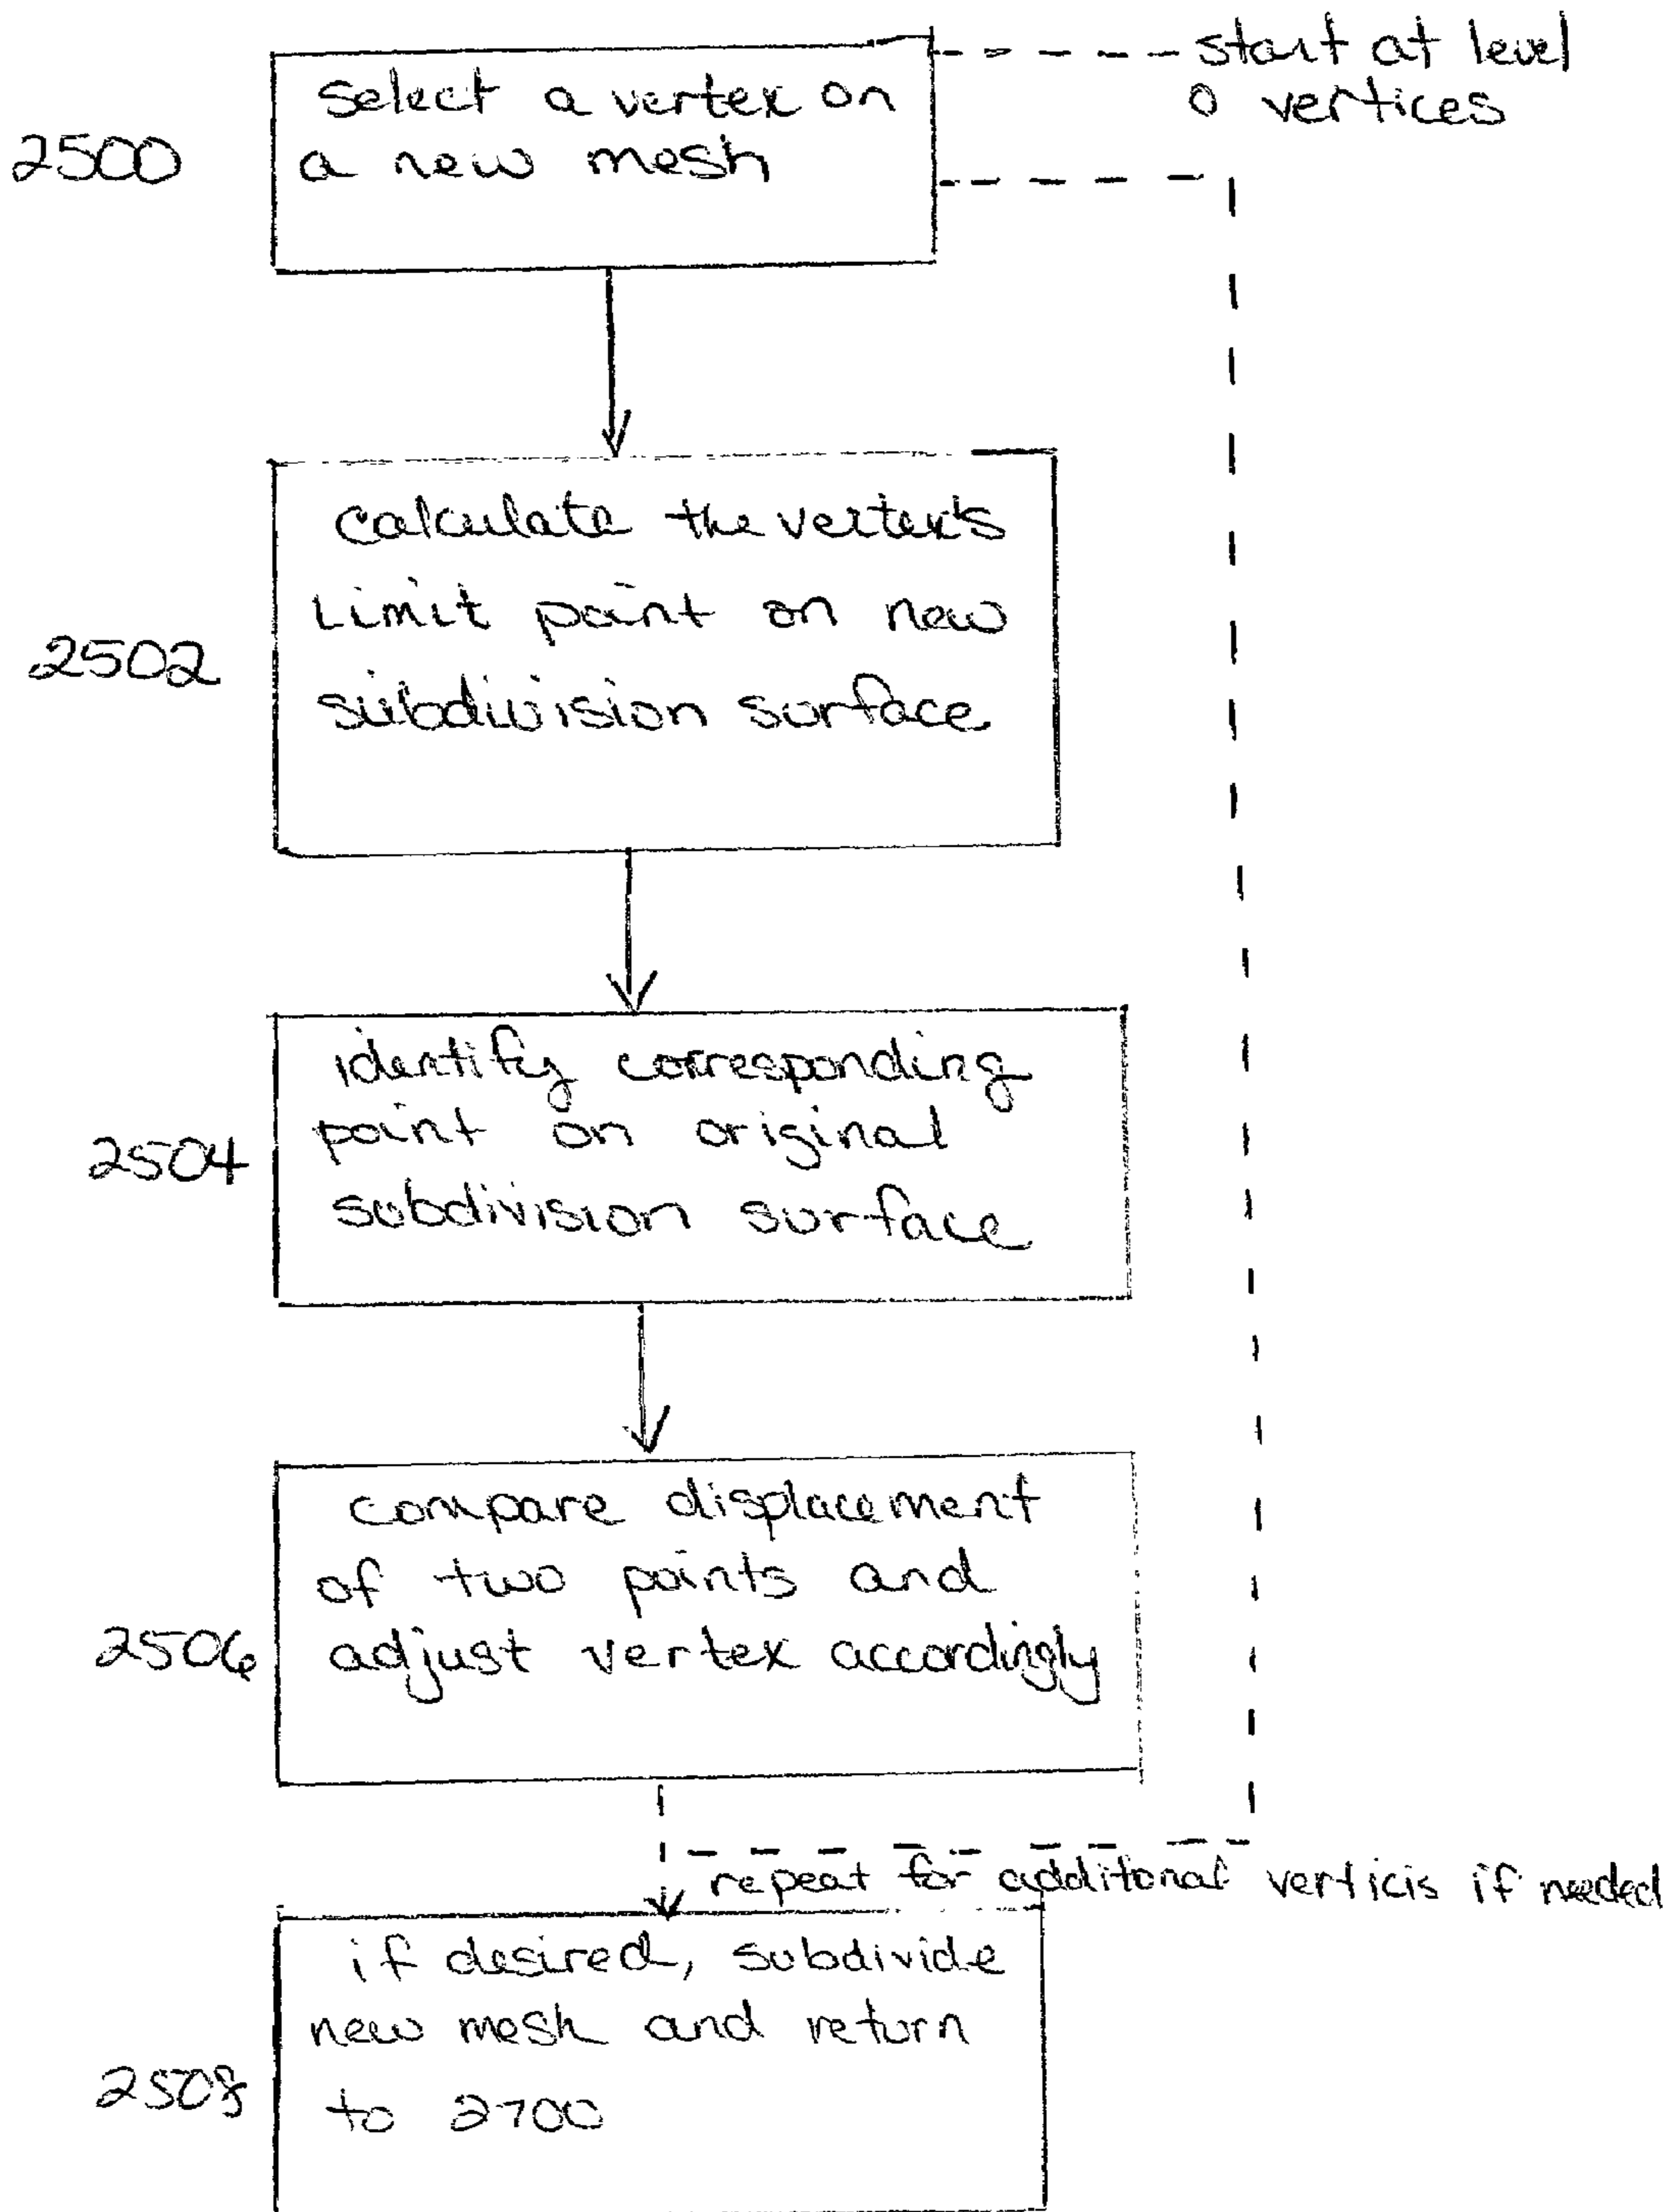 select a vertex on
a new mesh
start at level
0 vertices
2500
calculate the vertex's
Limit point on new
subdivision surface
2502
identify corresponding
point on original
subdivision surface
2504
compare displacement
of two points and
adjust vertex accordingly
2506
repeat for additonal verticis if needed
if desired, subdivide
new mesh and return
to 2700
2508